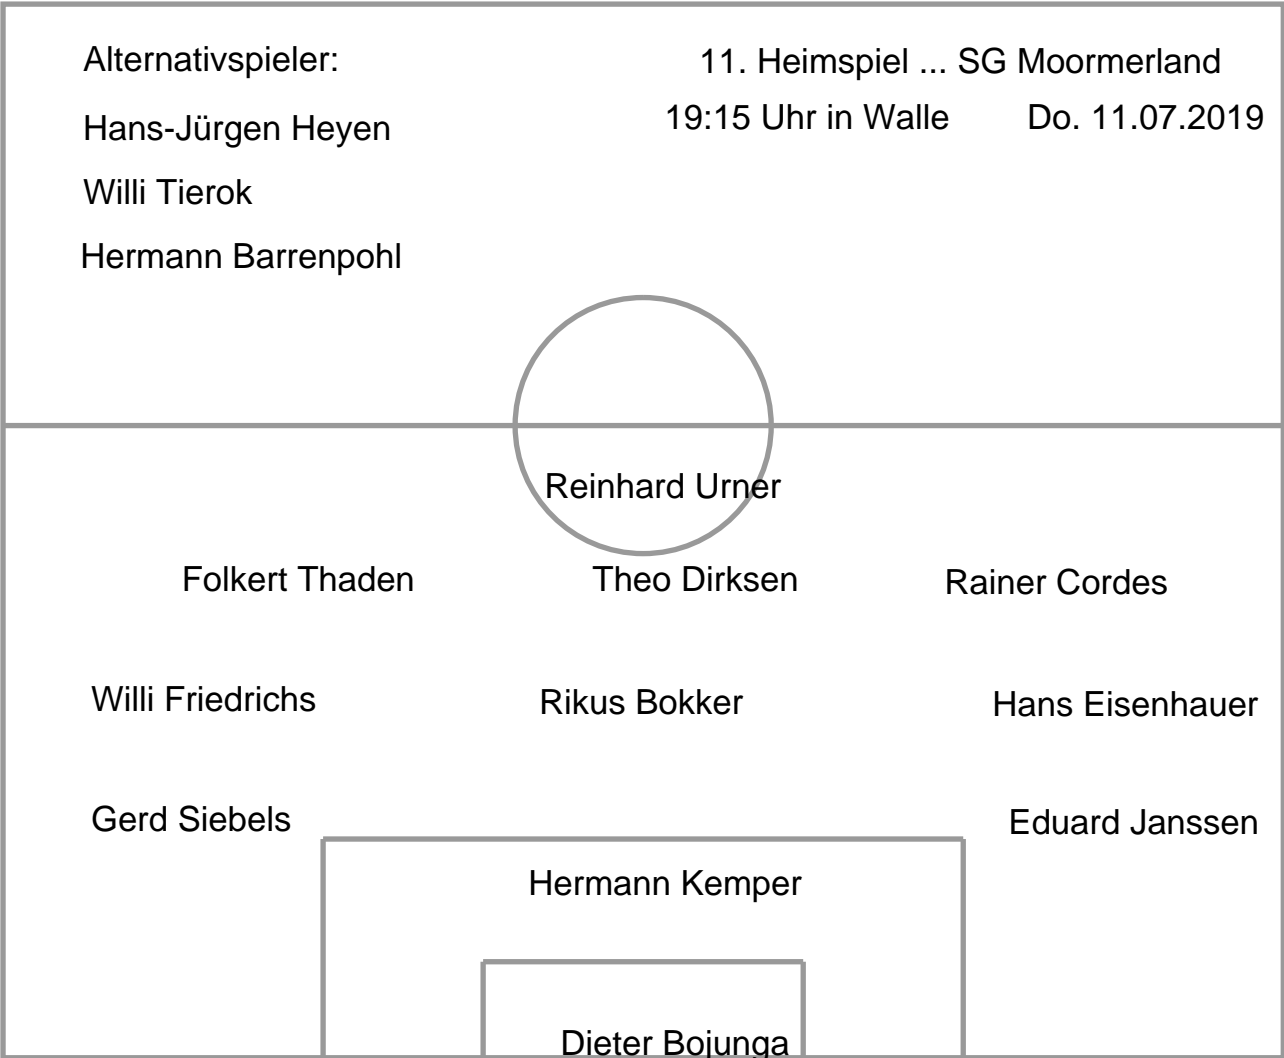 Alternativspieler:
Hans-Jürgen Heyen
Willi Tierok
Hermann Barrenpohl
11. Heimspiel ... SG Moormerland
19:15 Uhr in Walle Do. 11.07.2019
Reinhard Urner
Folkert Thaden Theo Dirksen Rainer Cordes
Willi Friedrichs Rikus Bokker Hans Eisenhauer
Gerd Siebels Eduard Janssen
Hermann Kemper
Dieter Bojunga